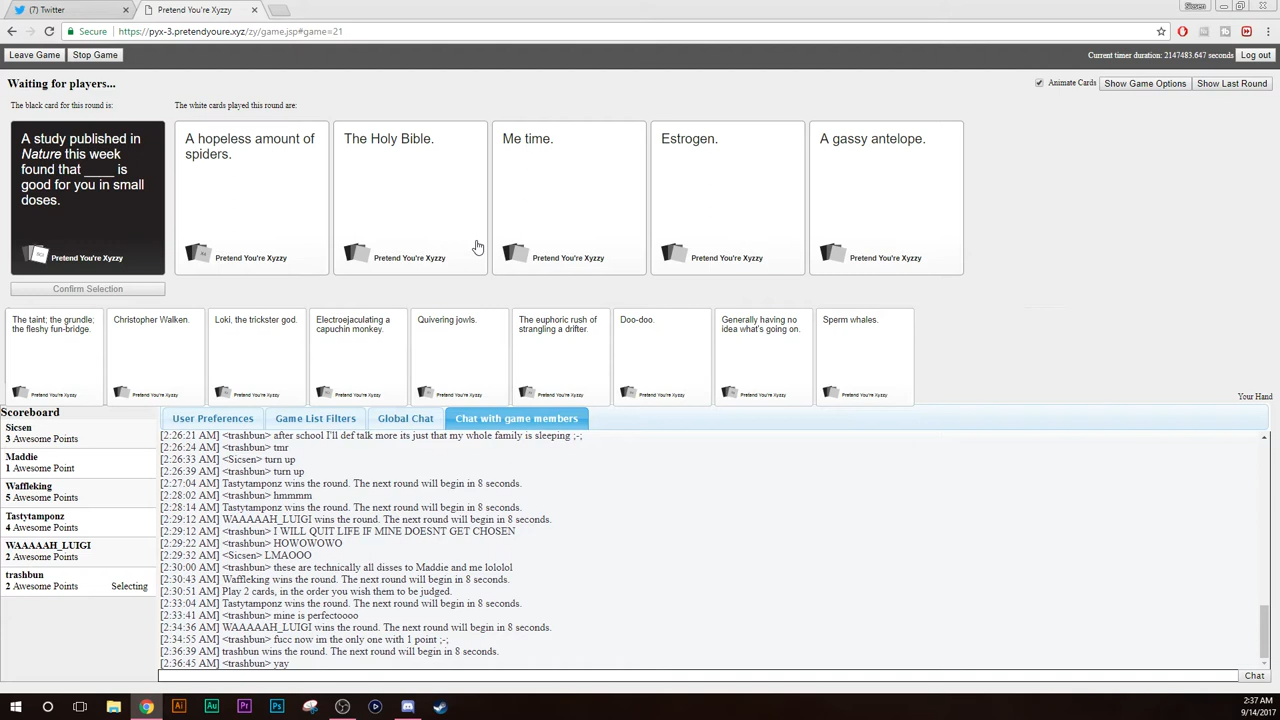 (7) Twitter
Pretend You're Xyzzy
Sicsen
Secure https://pyx-3.pretendyoure.xyz/zy/game.jsp#game=21
Leave Game Stop Game
Current timer duration: 2147483.647 seconds Log out
Waiting for players...
Animate Cards Show Game Options Show Last Round
The black card for this round is:
The white cards played this round are:
A study published in
Nature this week
found that ____ is
good for you in small
doses.
Pretend You're Xyzzy
A hopeless amount of
spiders.
Pretend You're Xyzzy
The Holy Bible.
Pretend You're Xyzzy
Me time.
Pretend You're Xyzzy
Estrogen.
Pretend You're Xyzzy
A gassy antelope.
Pretend You're Xyzzy
Confirm Selection
The taint; the grundle;
the fleshy fun-bridge.
Pretend You're Xyzzy
Christopher Walken.
Pretend You're Xyzzy
Loki, the trickster god.
Pretend You're Xyzzy
Electroejaculating a
capuchin monkey.
Pretend You're Xyzzy
Quivering jowls.
Pretend You're Xyzzy
The euphoric rush of
strangling a drifter.
Pretend You're Xyzzy
Doo-doo.
Pretend You're Xyzzy
Generally having no
idea what's going on.
Pretend You're Xyzzy
Sperm whales.
Pretend You're Xyzzy
Your Hand
Scoreboard
Sicsen
3 Awesome Points
Maddie
1 Awesome Point
Waffleking
5 Awesome Points
Tastytamponz
4 Awesome Points
WAAAAAH_LUIGI
2 Awesome Points
trashbun
2 Awesome Points Selecting
User Preferences Game List Filters Global Chat Chat with game members
[2:26:21 AM] <trashbun> after school I'll def talk more its just that my whole family is sleeping ;-;
[2:26:24 AM] <trashbun> tmr
[2:26:33 AM] <Sicsen> turn up
[2:26:39 AM] <trashbun> turn up
[2:27:04 AM] Tastytamponz wins the round. The next round will begin in 8 seconds.
[2:28:02 AM] <trashbun> hmmmm
[2:28:14 AM] Tastytamponz wins the round. The next round will begin in 8 seconds.
[2:29:12 AM] WAAAAAH_LUIGI wins the round. The next round will begin in 8 seconds.
[2:29:12 AM] <trashbun> I WILL QUIT LIFE IF MINE DOESNT GET CHOSEN
[2:29:22 AM] <trashbun> HOWOWOWO
[2:29:32 AM] <Sicsen> LMAOOO
[2:30:00 AM] <trashbun> these are technically all disses to Maddie and me lololol
[2:30:43 AM] Waffleking wins the round. The next round will begin in 8 seconds.
[2:30:51 AM] Play 2 cards, in the order you wish them to be judged.
[2:33:04 AM] Tastytamponz wins the round. The next round will begin in 8 seconds.
[2:33:41 AM] <trashbun> mine is perfectoooo
[2:34:36 AM] WAAAAAH_LUIGI wins the round. The next round will begin in 8 seconds.
[2:34:55 AM] <trashbun> fucc now im the only one with 1 point ;-;
[2:36:39 AM] trashbun wins the round. The next round will begin in 8 seconds.
[2:36:45 AM] <trashbun> yay
Chat
2:37 AM
9/14/2017